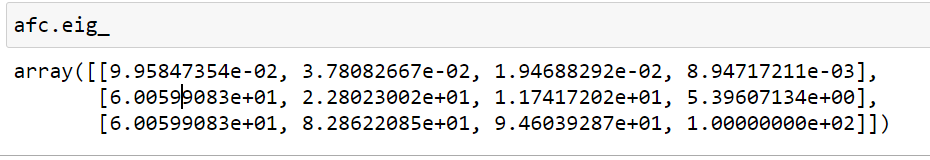 afc.eig_
array([[9.95847354e-02, 3.78082667e-02, 1.94688292e-02, 8.94717211e-03],
[6.00599083e+01, 2.28023002e+01, 1.17417202e+01, 5.39607134e+00],
[6.00599083e+01, 8.28622085e+01, 9.46039287e+01, 1.00000000e+02]])